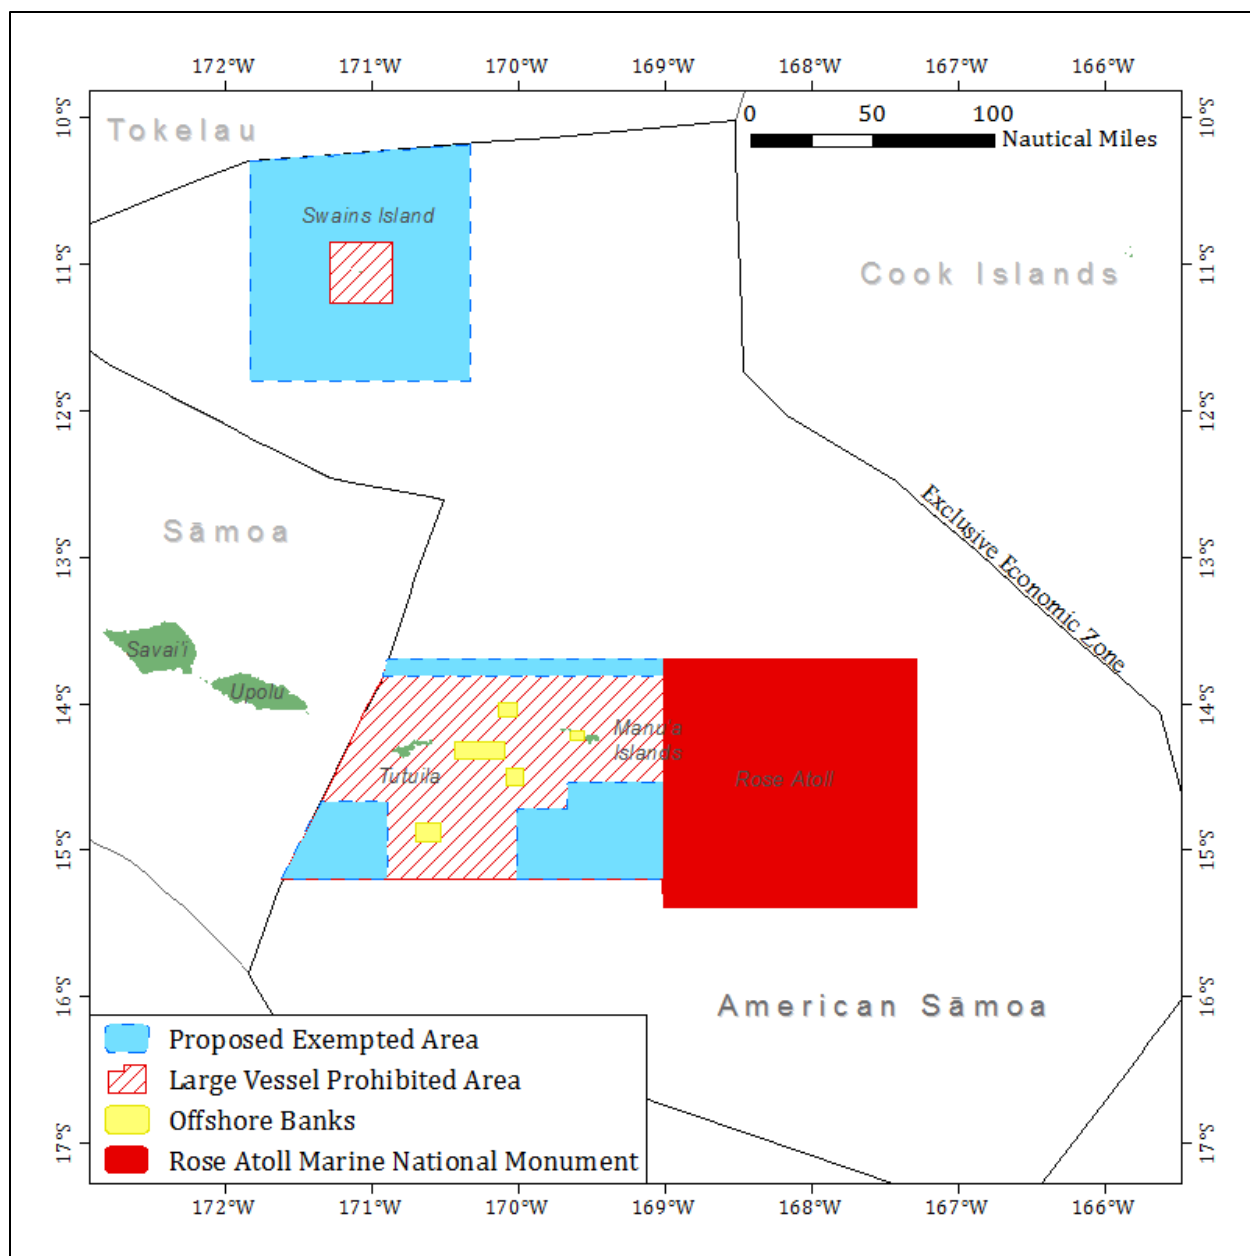 172°W 171°W 170°W 169°W 168°W 167°W 166°W
10°S
10°S
Tokelau
0 50 100
Nautical Miles
Swains Island
11°S
11°S
Cook Islands
12°S
12°S
Exclusive Economic Zone
Sāmoa
13°S
13°S
Savai'i
Upolu
14°S
14°S
Manu'a
Islands
Tutuila
Rose Atoll
15°S
15°S
16°S
16°S
American Sāmoa
Proposed Exempted Area
Large Vessel Prohibited Area
Offshore Banks
Rose Atoll Marine National Monument
17°S
17°S
172°W 171°W 170°W 169°W 168°W 167°W 166°W